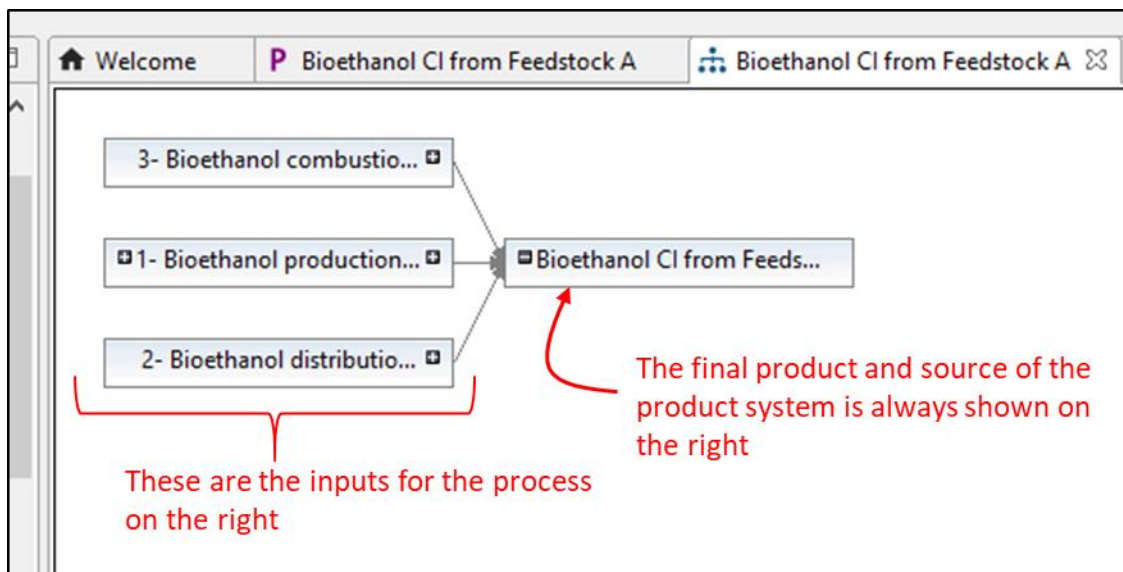 Welcome
P Bioethanol CI from Feedstock A
Bioethanol CI from Feedstock A
3- Bioethanol combustio...
1- Bioethanol production...
Bioethanol CI from Feeds...
2- Bioethanol distributio...
The final product and source of the
product system is always shown on
the right
These are the inputs for the process
on the right